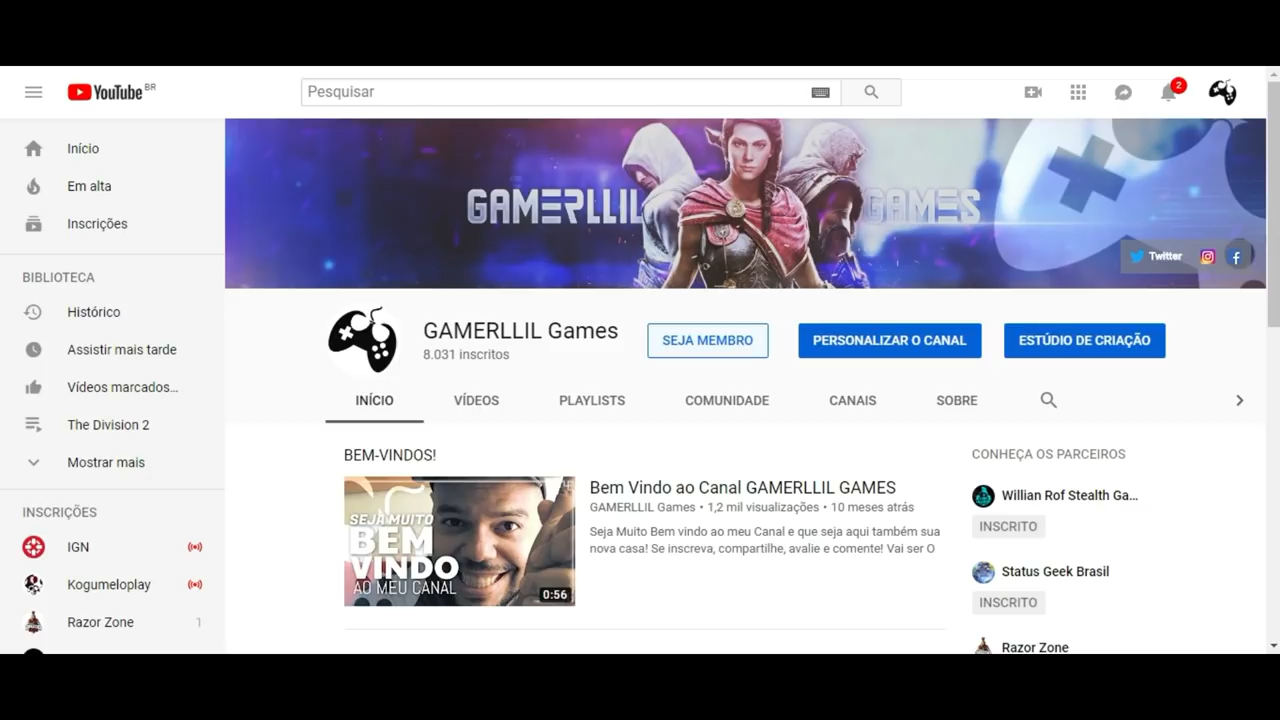 YouTube BR
Pesquisar
2
Início
Em alta
Inscrições
BIBLIOTECA
Histórico
Assistir mais tarde
Vídeos marcados...
The Division 2
Mostrar mais
INSCRIÇÕES
IGN
Kogumeloplay
Razor Zone 1
GAMERLLIL GAMES
Twitter
GAMERLLIL Games
8.031 inscritos
SEJA MEMBRO
PERSONALIZAR O CANAL
ESTÚDIO DE CRIAÇÃO
INÍCIO VÍDEOS PLAYLISTS COMUNIDADE CANAIS SOBRE
BEM-VINDOS!
SEJA MUITO
BEM
VINDO
AO MEU CANAL
0:56
Bem Vindo ao Canal GAMERLLIL GAMES
GAMERLLIL Games • 1,2 mil visualizações • 10 meses atrás
Seja Muito Bem vindo ao meu Canal e que seja aqui também sua
nova casa! Se inscreva, compartilhe, avalie e comente! Vai ser O
CONHEÇA OS PARCEIROS
Willian Rof Stealth Ga...
INSCRITO
Status Geek Brasil
INSCRITO
Razor Zone